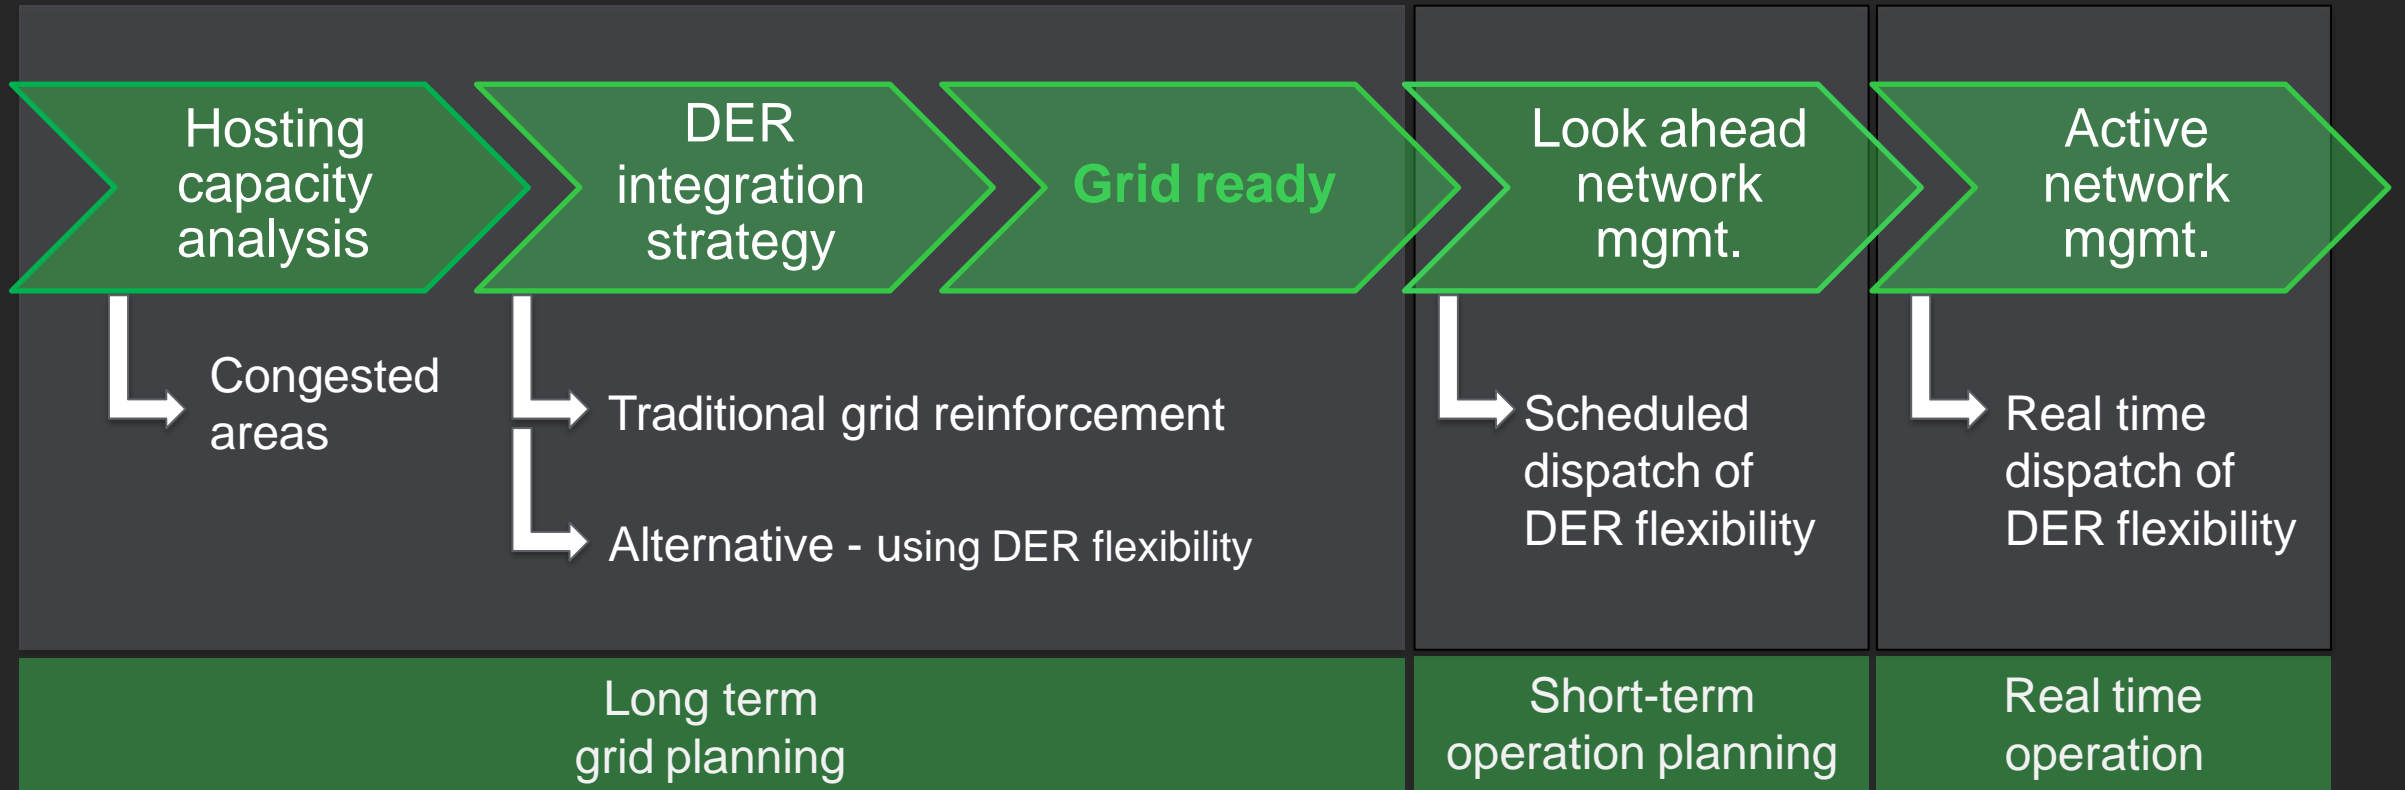 Hosting
capacity
analysis
DER
integration
strategy
Grid ready
Look ahead
network
mgmt.
Active
network
mgmt.
Congested
areas
Traditional grid reinforcement
Alternative - using DER flexibility
Scheduled
dispatch of
DER flexibility
Real time
dispatch of
DER flexibility
Long term
grid planning
Short-term
operation planning
Real time
operation